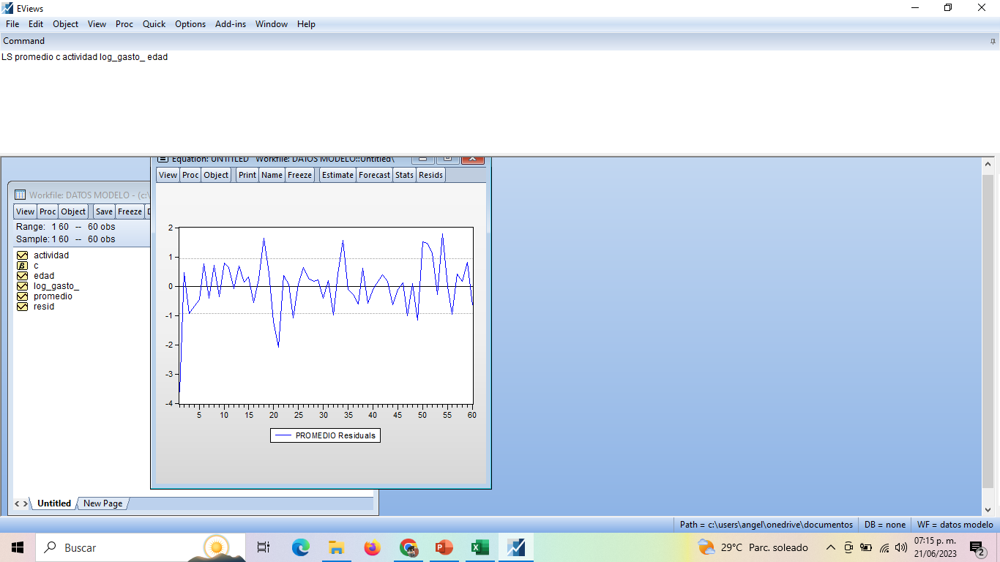 EViews
File Edit Object View Proc Quick Options Add-ins Window Help
Command
LS promedio c actividad log_gasto_ edad
Equation: UNTITLED Workfile: DATOS MODELO::Untitled\
View Proc Object Print Name Freeze Estimate Forecast Stats Resids
Workfile: DATOS MODELO - (c:\
View Proc Object Save Freeze
Range: 1 60 -- 60 obs
Sample: 1 60 -- 60 obs
actividad
c
edad
log_gasto_
promedio
resid
2
1
0
-1
-2
-3
-4
5 10 15 20 25 30 35 40 45 50 55 60
PROMEDIO Residuals
Untitled New Page
Path = c:\users\angel\onedrive\documentos DB = none WF = datos modelo
Buscar
29°C Parc. soleado
07:15 p. m.
21/06/2023
2